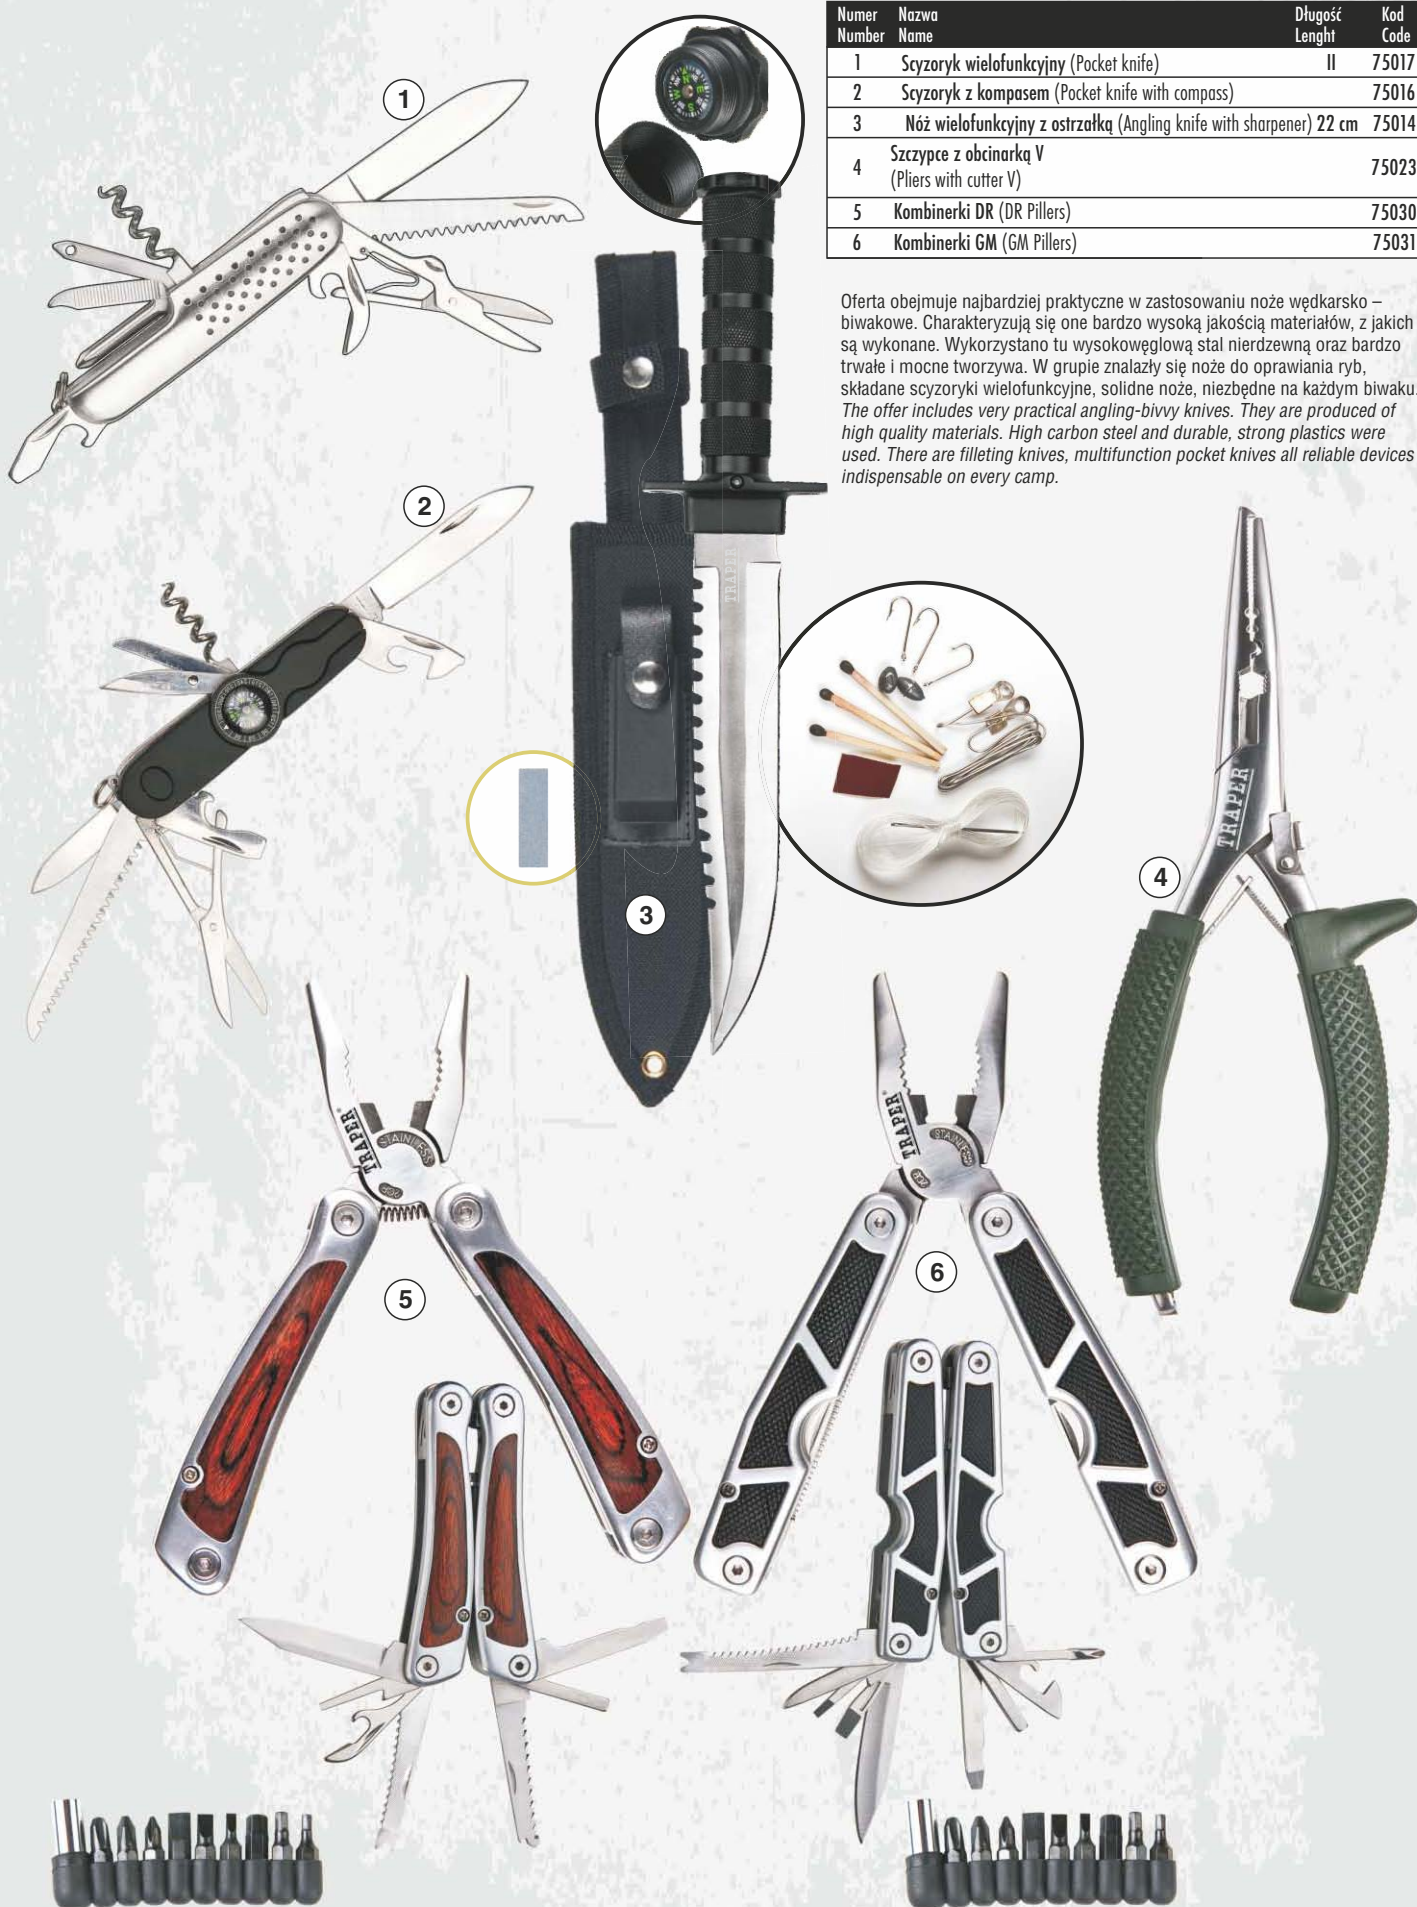 Numer Nazwa Długość Kod
Number Name Lenght Code
1 Scyzoryk wielofunkcyjny (Pocket knife) II 75017
2 Scyzoryk z kompasem (Pocket knife with compass) 75016
3 Nóż wielofunkcyjny z ostrzałką (Angling knife with sharpener) 22 cm 75014
4 Szczypce z obcinarką V
(Pliers with cutter V) 75023
5 Kombinerki DR (DR Pillers) 75030
6 Kombinerki GM (GM Pillers) 75031
Oferta obejmuje najbardziej praktyczne w zastosowaniu noże wędkarsko –
biwakowe. Charakteryzują się one bardzo wysoką jakością materiałów, z jakich
są wykonane. Wykorzystano tu wysokowęglową stal nierdzewną oraz bardzo
trwałe i mocne tworzywa. W grupie znalazły się noże do oprawiania ryb,
składane scyzoryki wielofunkcyjne, solidne noże, niezbędne na każdym biwaku.
The offer includes very practical angling-bivvy knives. They are produced of
high quality materials. High carbon steel and durable, strong plastics were
used. There are filleting knives, multifunction pocket knives all reliable devices
indispensable on every camp.
1
2
TRAPER
3
TRAPER
4
TRAPER®
STAINLESS
5
TRAPER®
STAINLESS
6